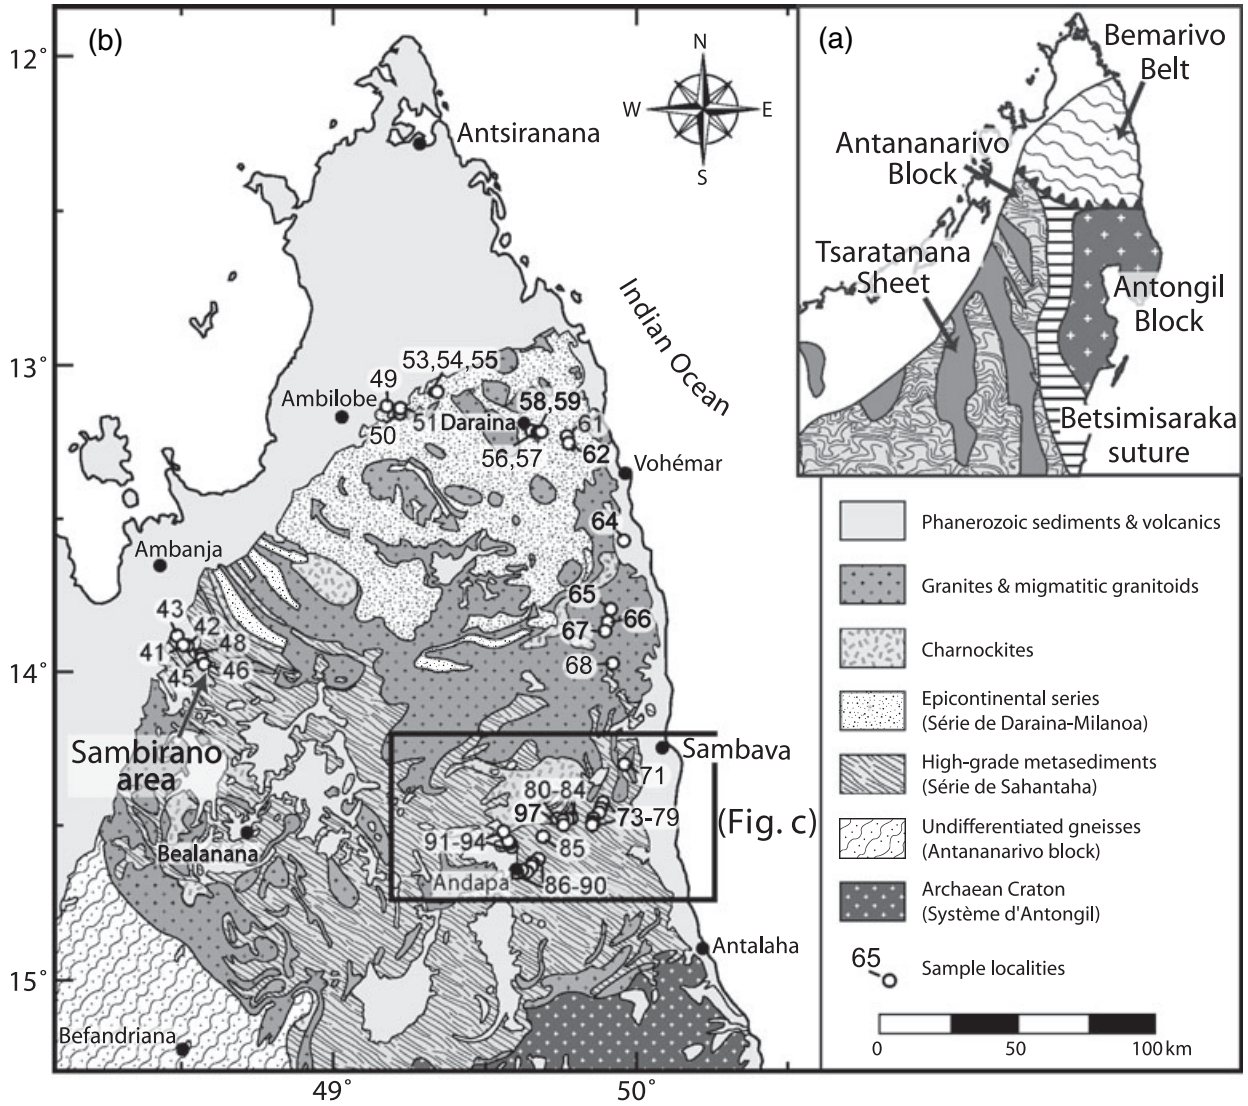 (b)
12°
13°
14°
15°
49°
50°
N
W
E
S
Antsiranana
Indian Ocean
53,54,55
49
Ambilobe
50
51
Daraina
58,59
61
56,57
62
Vohémar
64
Ambanja
65
43
42
66
67
41
48
45
46
68
Sambirano
area
Sambava
71
80-84
97
73-79
(Fig. c)
91-94
85
Bealanana
Andapa
86-90
Antalaha
Befandriana
(a)
Bemarivo
Belt
Antananarivo
Block
Tsaratanana
Sheet
Antongil
Block
Betsimisaraka
suture
Phanerozoic sediments & volcanics
Granites & migmatitic granitoids
Charnockites
Epicontinental series
(Série de Daraina-Milanoa)
High-grade metasediments
(Série de Sahantaha)
Undifferentiated gneisses
(Antananarivo block)
Archaean Craton
(Système d'Antongil)
65
Sample localities
0 50 100 km